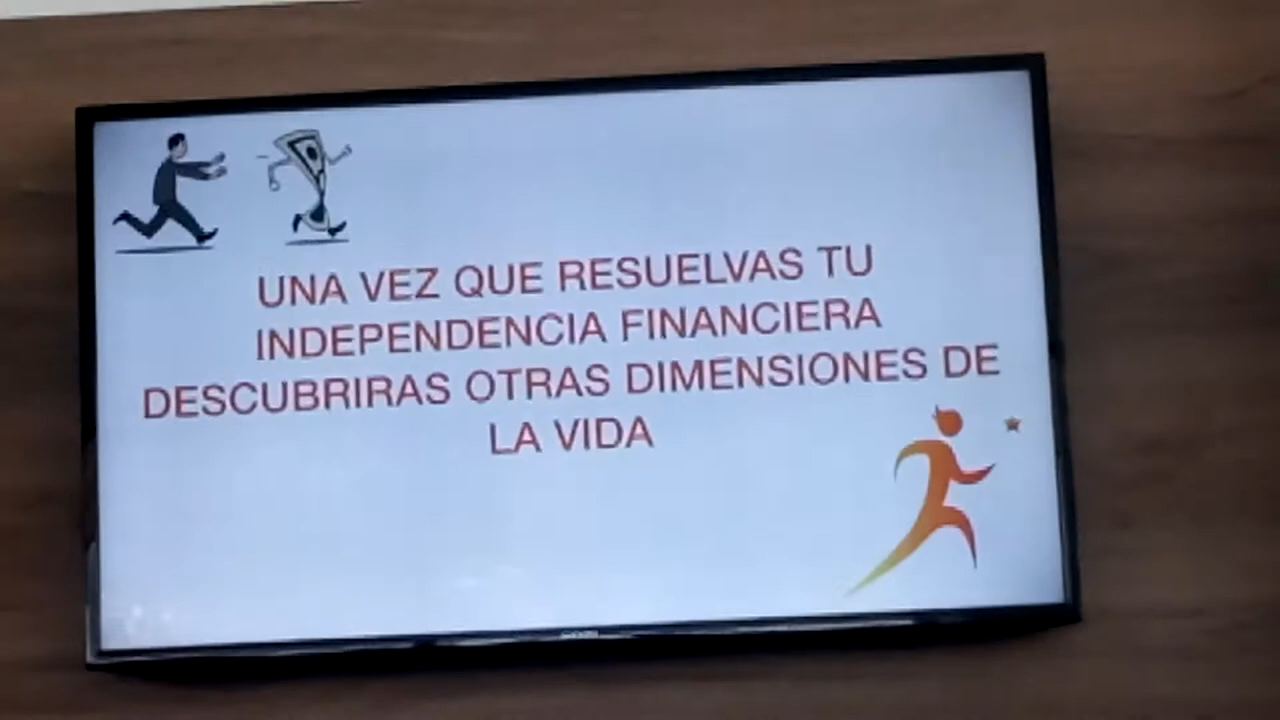 UNA VEZ QUE RESUELVAS TU
INDEPENDENCIA FINANCIERA
DESCUBRIRAS OTRAS DIMENSIONES DE
LA VIDA